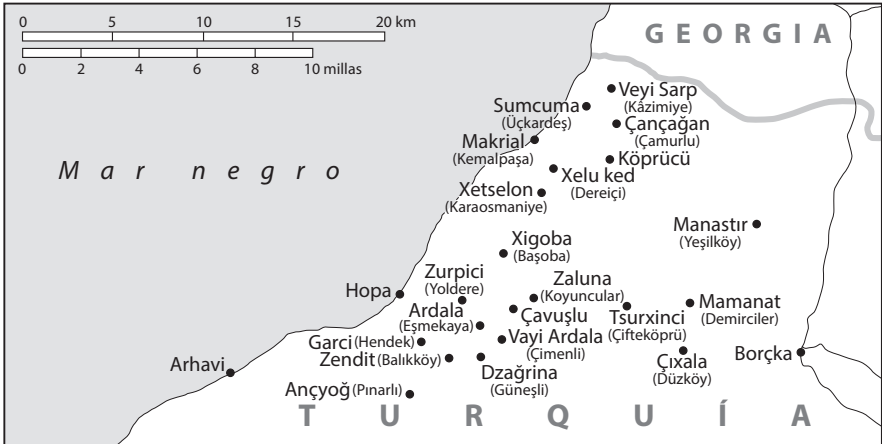 0 5 10 15 20 km
0 2 4 6 8 10 millas
GEORGIA
Veyi Sarp
(Kâzimiye)
Sumcuma
(Üçkardeş)
Çançağan
(Çamurlu)
Makrial
(Kemalpaşa)
Köprücü
Mar negro
Xelu ked
(Dereiçi)
Xetselon
(Karaosmaniye)
Manastır
(Yeşilköy)
Xigoba
(Başoba)
Zurpici
(Yoldere)
Zaluna
(Koyuncular)
Hopa
Mamanat
(Demirciler)
Ardala
(Eşmekaya)
Çavuşlu
Tsurxinci
(Çifteköprü)
Garci (Hendek)
Vayi Ardala
(Çimenli)
Zendit (Balıkköy)
Çıxala
(Düzköy)
Borçka
Arhavi
Dzağrina
(Güneşli)
Ançyoğ (Pınarlı)
TURQUÍA